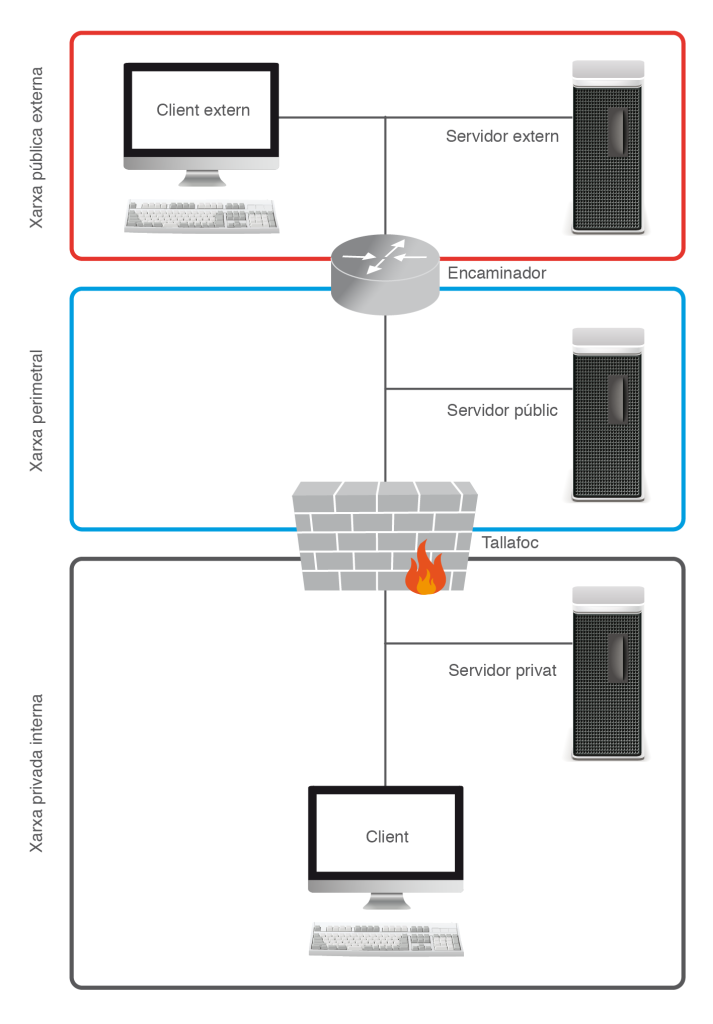 Xarxa pública externa
Client extern
Servidor extern
Encaminador
Xarxa perimetral
Servidor públic
Tallafoc
Xarxa privada interna
Servidor privat
Client